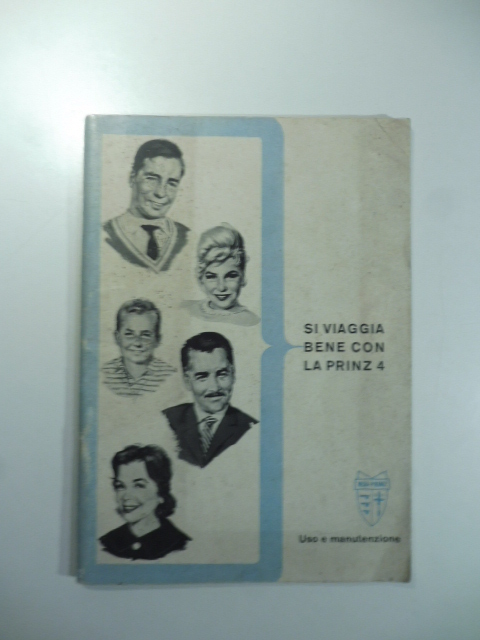 SI VIAGGIA
BENE CON
LA PRINZ 4
Uso e manutenzione